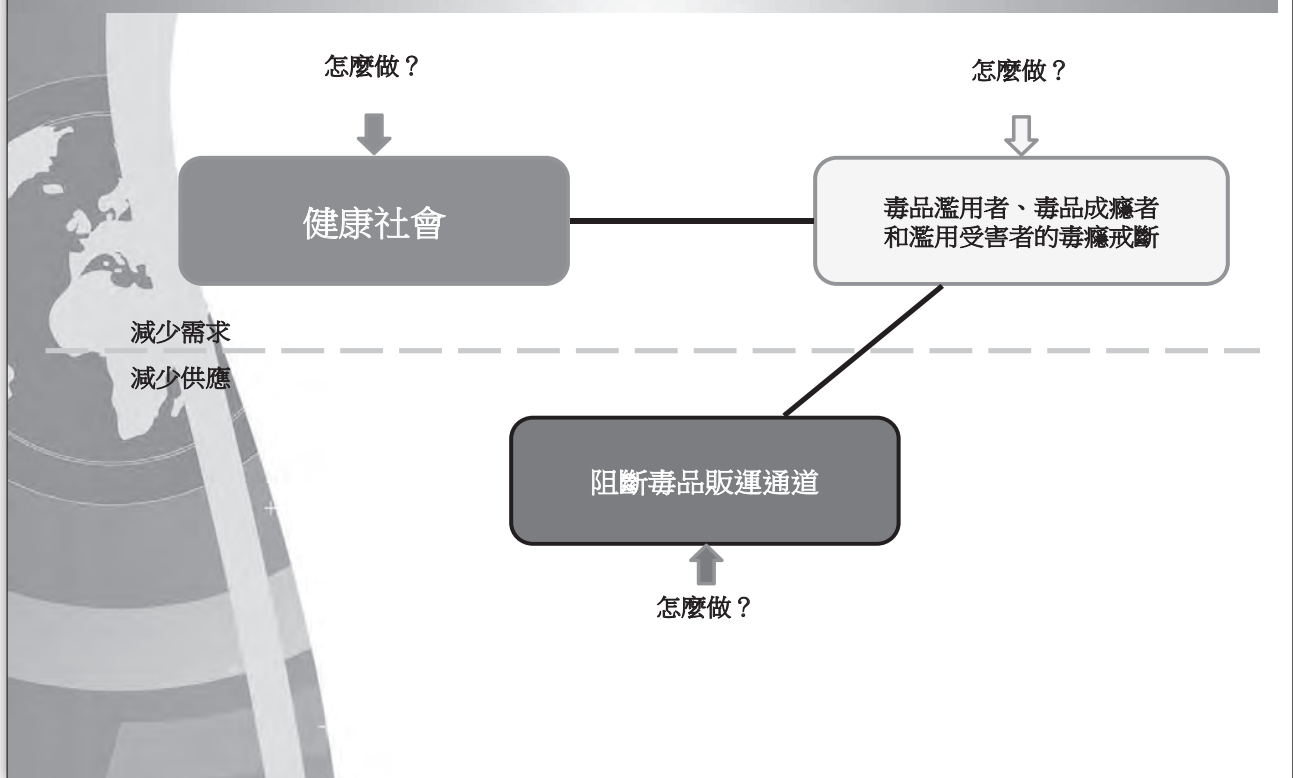 怎麼做？
怎麼做？
健康社會
毒品濫用者、毒品成癮者
和濫用受害者的毒癮戒斷
減少需求
減少供應
阻斷毒品販運通道
怎麼做？